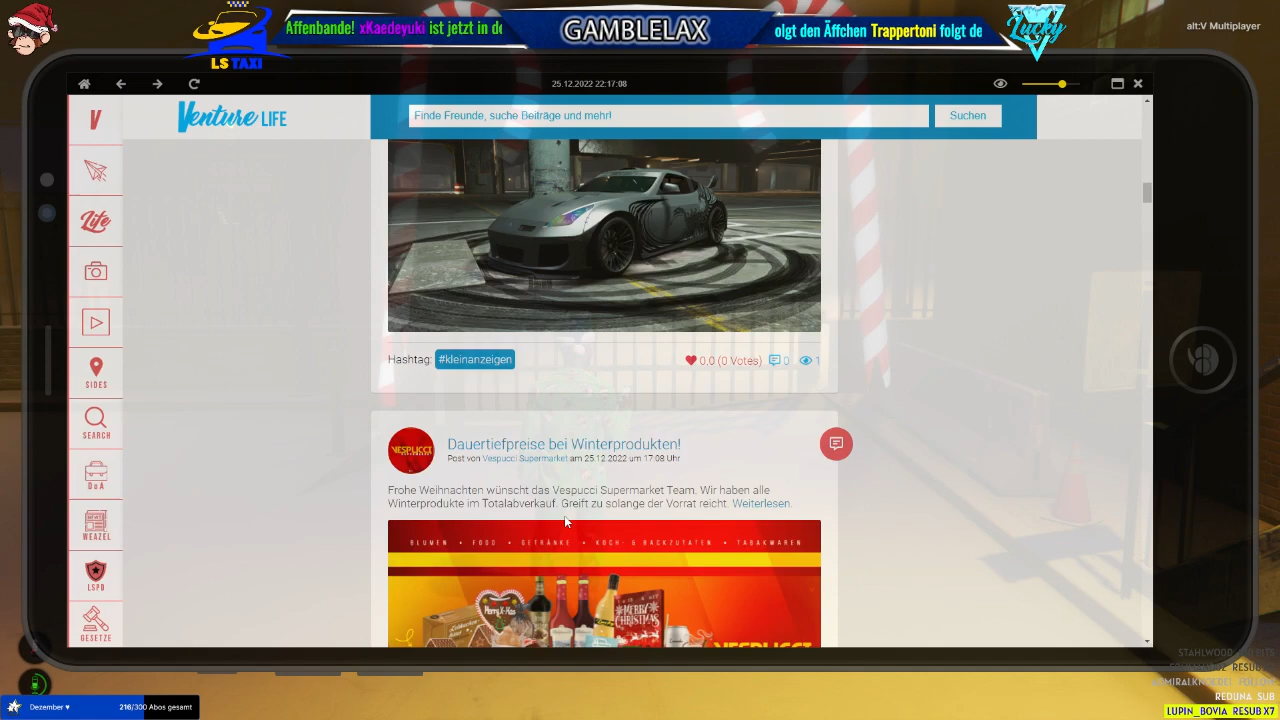 Affenbande! xKaedeyuki ist jetzt in de
GAMBLELAX
olgt den Äffchen Trappertoni folgt de
Lucky
alt:V Multiplayer
LS TAXI
25.12.2022 22:17:08
V
Venture LIFE
Finde Freunde, suche Beiträge und mehr!
Suchen
Life
Hashtag: #kleinanzeigen
0.0 (0 Votes) 0 1
SIDES
SEARCH
DOA
WEAZEL
LSPD
GESETZE
VESPUCCI
Dauertiefpreise bei Winterprodukten!
Post von Vespucci Supermarket am 25.12.2022 um 17:08 Uhr
Frohe Weihnachten wünscht das Vespucci Supermarket Team. Wir haben alle
Winterprodukte im Totalabverkauf. Greift zu solange der Vorrat reicht. Weiterlesen.
BLUMEN • FOOD • GETRÄNKE • KOCH- & BACKZUTATEN • TABAKWAREN
Merry X-Mas
MERRY
CHRISTMAS
VESPUCCI
REDUNA SUB
LUPIN_BOVIA RESUB X7
Dezember ♥ 216/300 Abos gesamt